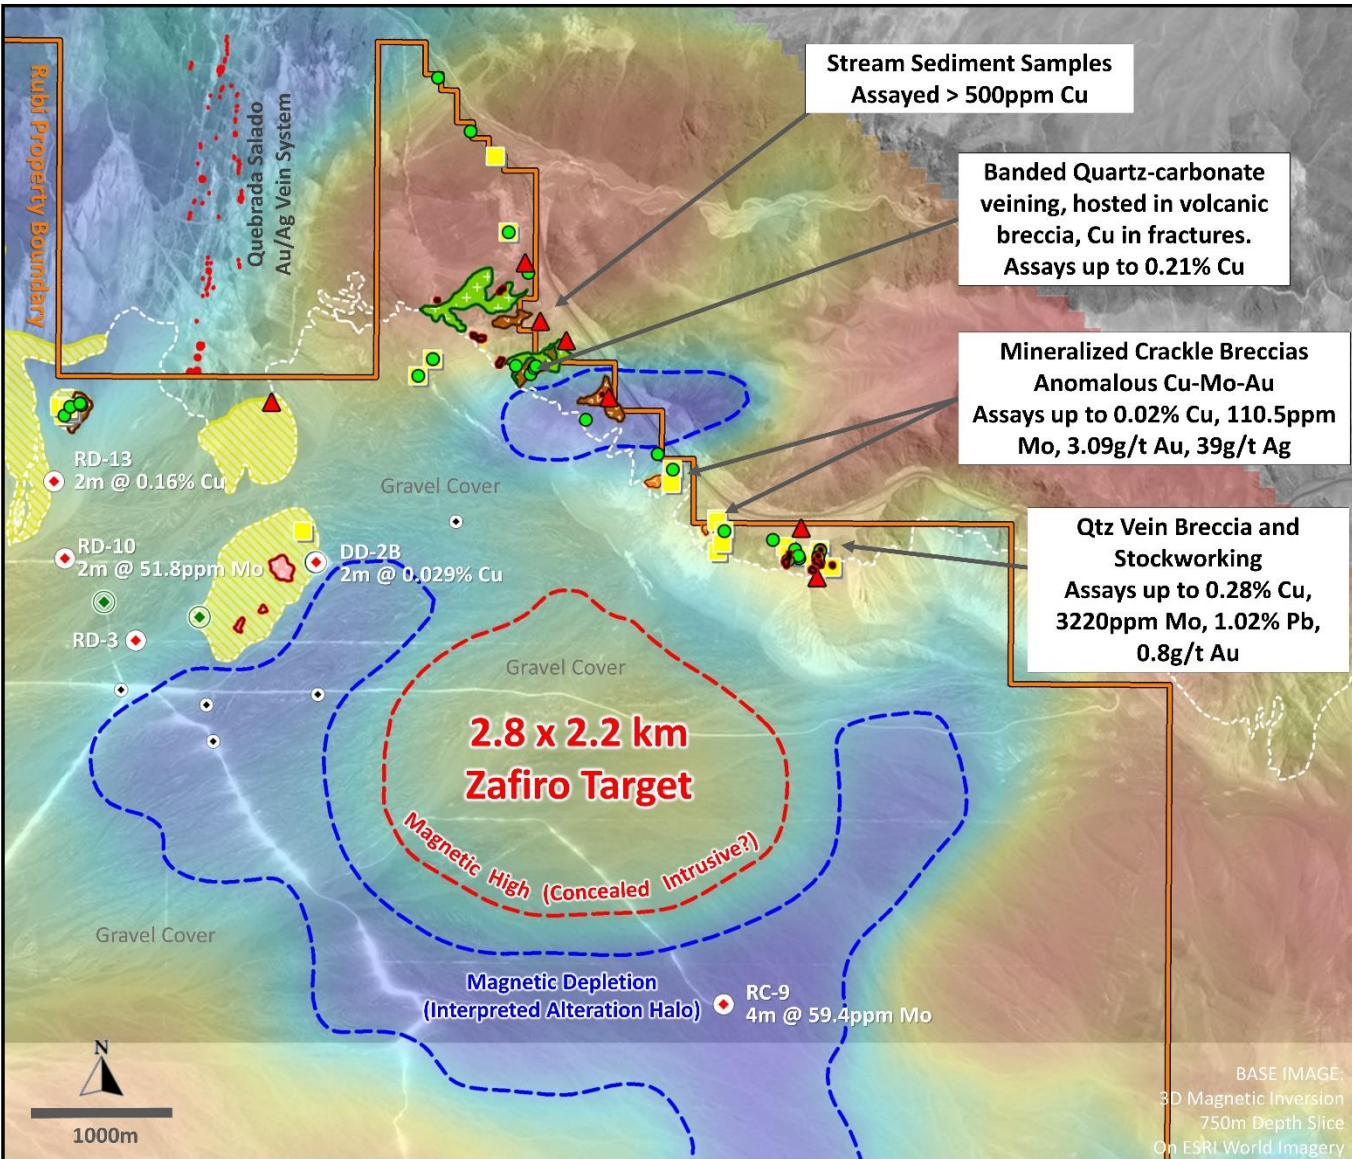 Stream Sediment Samples
Assayed > 500ppm Cu
Rubi Property Boundary
Quebrada Salado
Au/Ag Vein System
Banded Quartz-carbonate
veining, hosted in volcanic
breccia, Cu in fractures.
Assays up to 0.21% Cu
Mineralized Crackle Breccias
Anomalous Cu-Mo-Au
Assays up to 0.02% Cu, 110.5ppm
Mo, 3.09g/t Au, 39g/t Ag
RD-13
2m @ 0.16% Cu
Gravel Cover
Qtz Vein Breccia and
Stockworking
Assays up to 0.28% Cu,
3220ppm Mo, 1.02% Pb,
0.8g/t Au
RD-10
2m @ 51.8ppm Mo
DD-2B
2m @ 0.029% Cu
RD-3
Gravel Cover
2.8 x 2.2 km
Zafiro Target
Magnetic High (Concealed Intrusive?)
Gravel Cover
Magnetic Depletion
(Interpreted Alteration Halo)
RC-9
4m @ 59.4ppm Mo
N
1000m
BASE IMAGE:
3D Magnetic Inversion
750m Depth Slice
On ESRI World Imagery